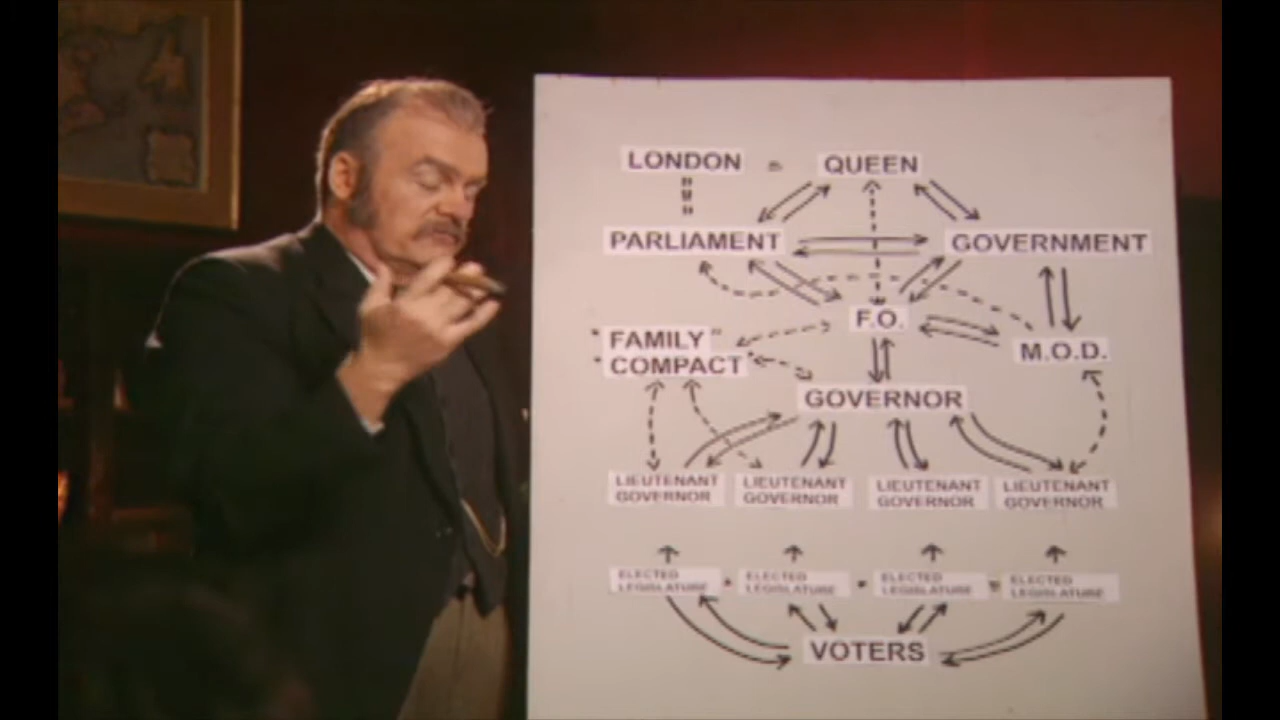 LONDON = QUEEN
PARLIAMENT GOVERNMENT
F.O.
"FAMILY"
"COMPACT"
M.O.D.
GOVERNOR
LIEUTENANT LIEUTENANT LIEUTENANT LIEUTENANT
GOVERNOR GOVERNOR GOVERNOR GOVERNOR
ELECTED ELECTED ELECTED ELECTED
LEGISLATURE LEGISLATURE LEGISLATURE LEGISLATURE
VOTERS